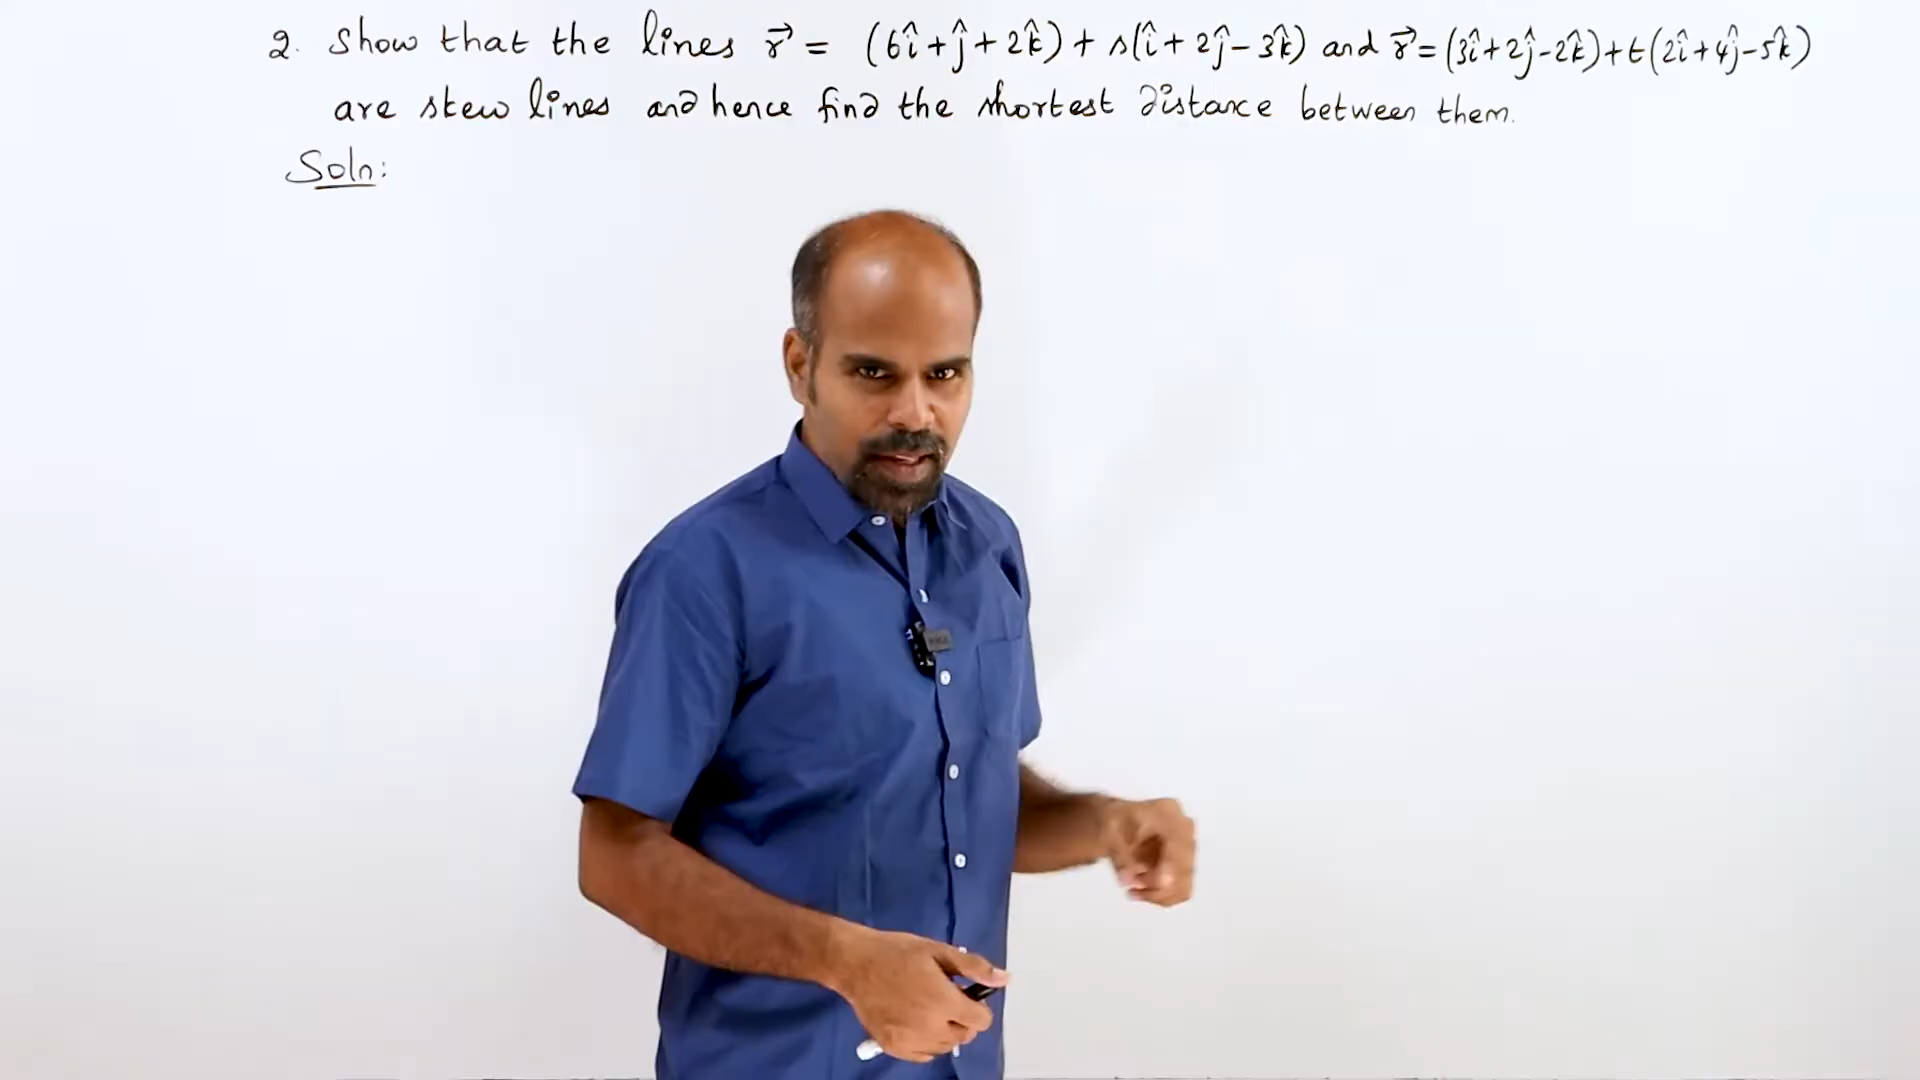 2. Show that the lines r⃗ = (6î+ĵ+2k̂)+s(î+2ĵ-3k̂) and r⃗=(3î+2ĵ-2k̂)+t(2î+4ĵ-5k̂)
are skew lines and hence find the shortest distance between them.
Soln: